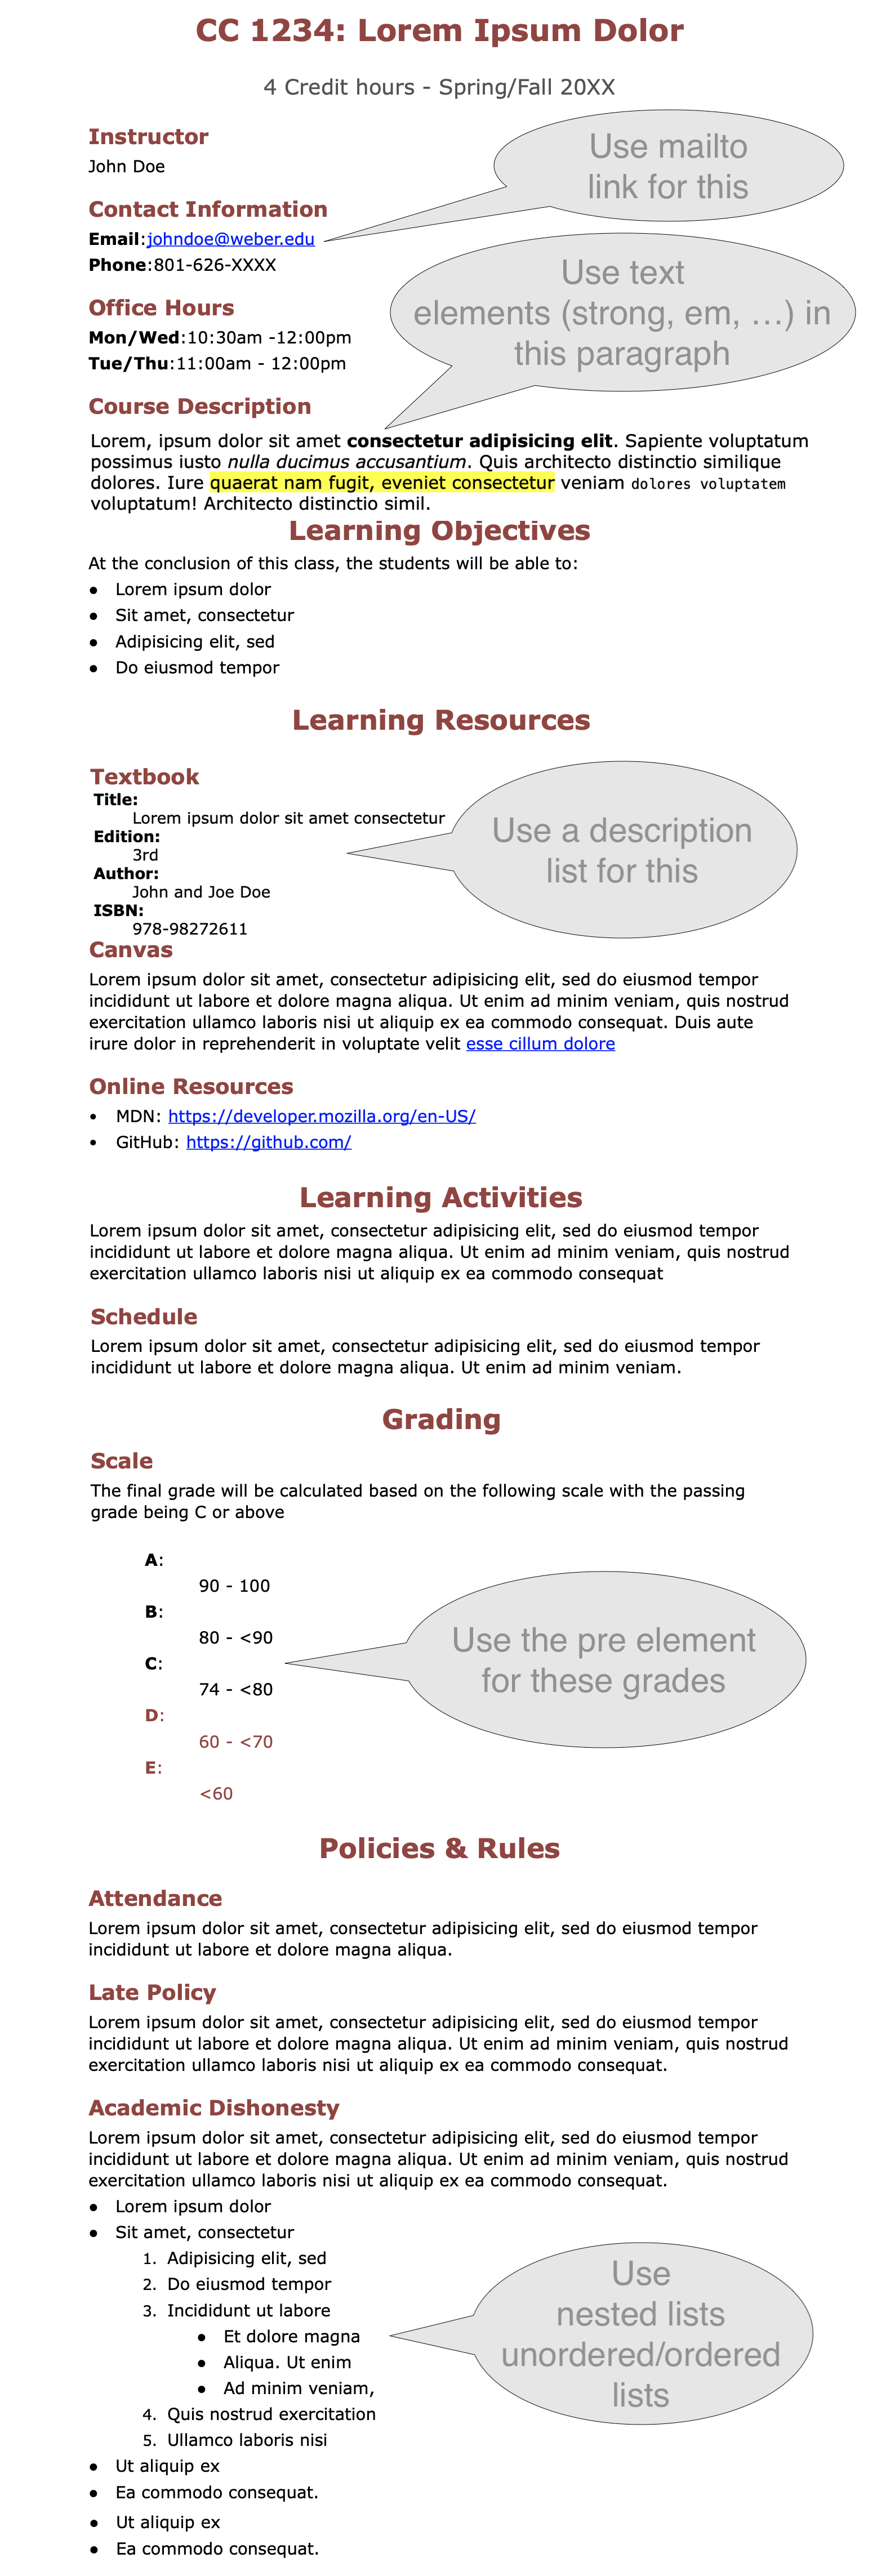 CC 1234: Lorem Ipsum Dolor
4 Credit hours - Spring/Fall 20XX
Instructor
John Doe
Use mailto
link for this
Contact Information
Email:johndoe@weber.edu
Phone:801-626-XXXX
Use text
elements (strong, em, …) in
this paragraph
Office Hours
Mon/Wed:10:30am -12:00pm
Tue/Thu:11:00am - 12:00pm
Course Description
Lorem, ipsum dolor sit amet consectetur adipisicing elit. Sapiente voluptatum
possimus iusto nulla ducimus accusantium. Quis architecto distinctio similique
dolores. Iure quaerat nam fugit, eveniet consectetur veniam dolores voluptatem
voluptatum! Architecto distinctio simil.
Learning Objectives
At the conclusion of this class, the students will be able to:
● Lorem ipsum dolor
● Sit amet, consectetur
● Adipisicing elit, sed
● Do eiusmod tempor
Learning Resources
Textbook
Title:
Lorem ipsum dolor sit amet consectetur
Edition:
3rd
Author:
John and Joe Doe
ISBN:
978-98272611
Use a description
list for this
Canvas
Lorem ipsum dolor sit amet, consectetur adipisicing elit, sed do eiusmod tempor
incididunt ut labore et dolore magna aliqua. Ut enim ad minim veniam, quis nostrud
exercitation ullamco laboris nisi ut aliquip ex ea commodo consequat. Duis aute
irure dolor in reprehenderit in voluptate velit esse cillum dolore
Online Resources
• MDN: https://developer.mozilla.org/en-US/
• GitHub: https://github.com/
Learning Activities
Lorem ipsum dolor sit amet, consectetur adipisicing elit, sed do eiusmod tempor
incididunt ut labore et dolore magna aliqua. Ut enim ad minim veniam, quis nostrud
exercitation ullamco laboris nisi ut aliquip ex ea commodo consequat
Schedule
Lorem ipsum dolor sit amet, consectetur adipisicing elit, sed do eiusmod tempor
incididunt ut labore et dolore magna aliqua. Ut enim ad minim veniam.
Grading
Scale
The final grade will be calculated based on the following scale with the passing
grade being C or above
A:
90 - 100
B:
80 - <90
C:
74 - <80
D:
60 - <70
E:
<60
Use the pre element
for these grades
Policies & Rules
Attendance
Lorem ipsum dolor sit amet, consectetur adipisicing elit, sed do eiusmod tempor
incididunt ut labore et dolore magna aliqua.
Late Policy
Lorem ipsum dolor sit amet, consectetur adipisicing elit, sed do eiusmod tempor
incididunt ut labore et dolore magna aliqua. Ut enim ad minim veniam, quis nostrud
exercitation ullamco laboris nisi ut aliquip ex ea commodo consequat.
Academic Dishonesty
Lorem ipsum dolor sit amet, consectetur adipisicing elit, sed do eiusmod tempor
incididunt ut labore et dolore magna aliqua. Ut enim ad minim veniam, quis nostrud
exercitation ullamco laboris nisi ut aliquip ex ea commodo consequat.
● Lorem ipsum dolor
● Sit amet, consectetur
1. Adipisicing elit, sed
2. Do eiusmod tempor
3. Incididunt ut labore
● Et dolore magna
● Aliqua. Ut enim
● Ad minim veniam,
4. Quis nostrud exercitation
5. Ullamco laboris nisi
Use
nested lists
unordered/ordered
lists
● Ut aliquip ex
● Ea commodo consequat.
● Ut aliquip ex
● Ea commodo consequat.